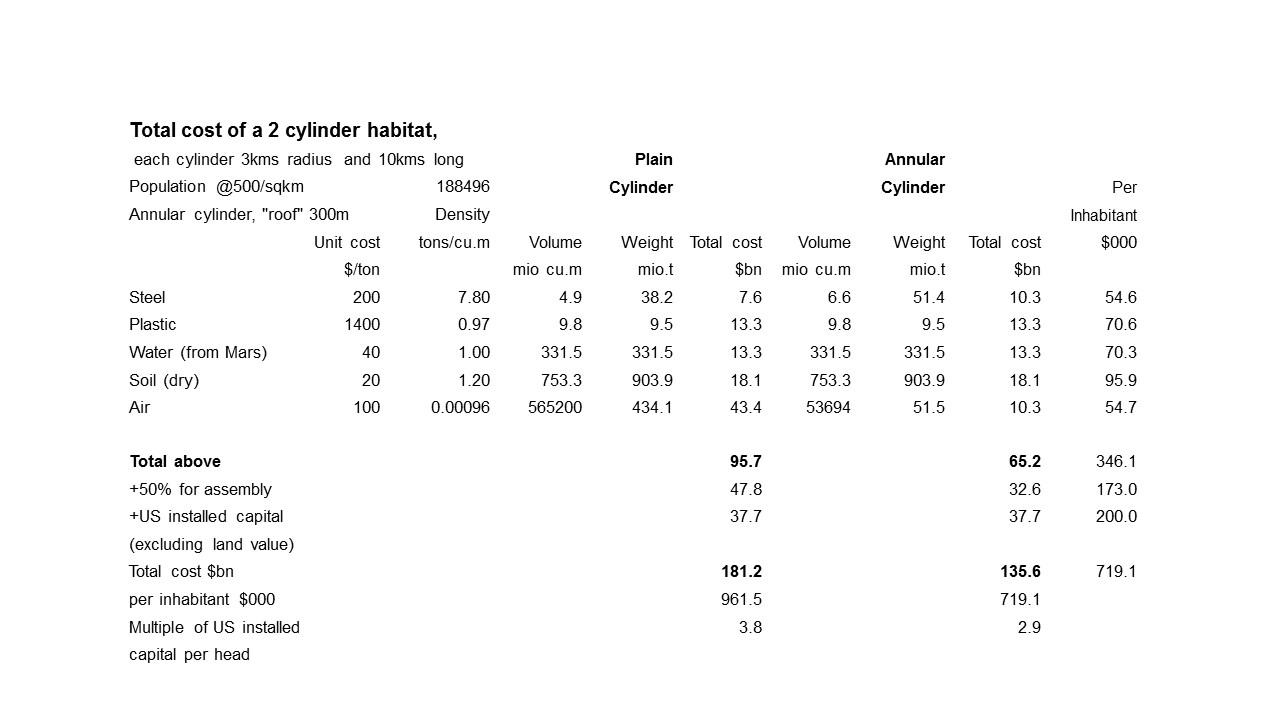 Total cost of a 2 cylinder habitat,
each cylinder 3kms radius and 10kms long Plain Annular
Population @500/sqkm 188496 Cylinder Cylinder Per
Annular cylinder, "roof" 300m Density Inhabitant
Unit cost tons/cu.m Volume Weight Total cost Volume Weight Total cost $000
$/ton mio cu.m mio.t $bn mio cu.m mio.t $bn
Steel 200 7.80 4.9 38.2 7.6 6.6 51.4 10.3 54.6
Plastic 1400 0.97 9.8 9.5 13.3 9.8 9.5 13.3 70.6
Water (from Mars) 40 1.00 331.5 331.5 13.3 331.5 331.5 13.3 70.3
Soil (dry) 20 1.20 753.3 903.9 18.1 753.3 903.9 18.1 95.9
Air 100 0.00096 565200 434.1 43.4 53694 51.5 10.3 54.7
Total above 95.7 65.2 346.1
+50% for assembly 47.8 32.6 173.0
+US installed capital 37.7 37.7 200.0
(excluding land value)
Total cost $bn 181.2 135.6 719.1
per inhabitant $000 961.5 719.1
Multiple of US installed 3.8 2.9
capital per head